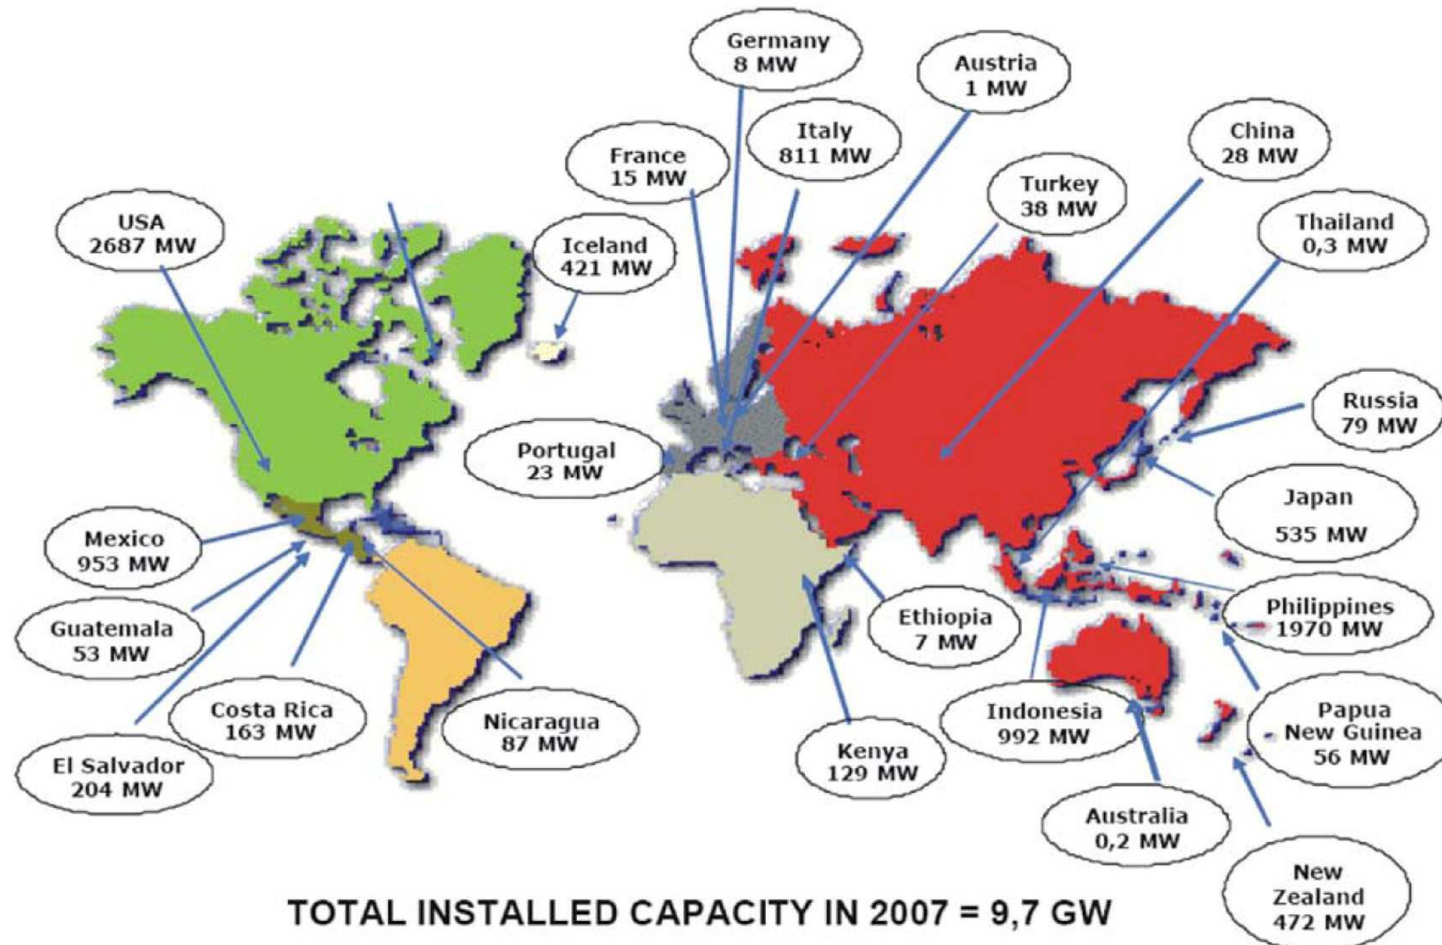 Germany
8 MW
Austria
1 MW
Italy
811 MW
China
28 MW
France
15 MW
Turkey
38 MW
USA
2687 MW
Iceland
421 MW
Thailand
0,3 MW
Russia
79 MW
Portugal
23 MW
Japan
535 MW
Mexico
953 MW
Guatemala
53 MW
Ethiopia
7 MW
Philippines
1970 MW
Costa Rica
163 MW
Nicaragua
87 MW
Indonesia
992 MW
Papua
New Guinea
56 MW
El Salvador
204 MW
Kenya
129 MW
Australia
0,2 MW
New
Zealand
472 MW
TOTAL INSTALLED CAPACITY IN 2007 = 9,7 GW